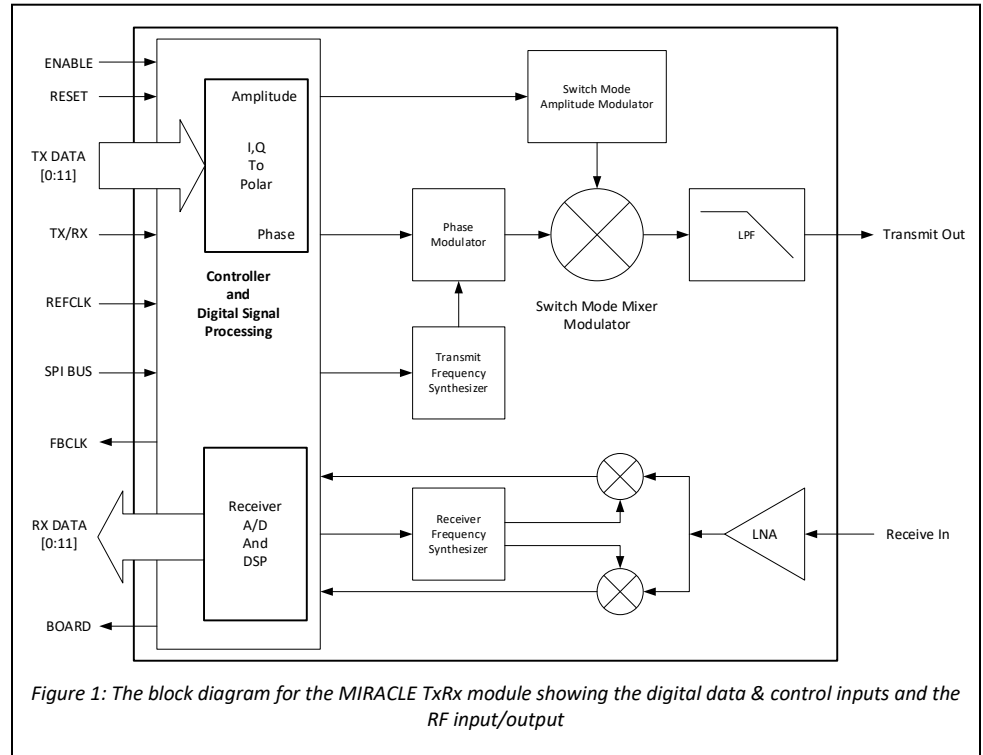 ENABLE
RESET
TX DATA
[0:11]
TX/RX
REFCLK
SPI BUS
FBCLK
RX DATA
[0:11]
BOARD
Amplitude
I,Q
To
Polar
Phase
Controller
and
Digital Signal
Processing
Receiver
A/D
And
DSP
Switch Mode
Amplitude Modulator
Phase
Modulator
Switch Mode Mixer
Modulator
LPF
Transmit Out
Transmit
Frequency
Synthesizer
Receiver
Frequency
Synthesizer
LNA
Receive In
Figure 1: The block diagram for the MIRACLE TxRx module showing the digital data & control inputs and the
RF input/output